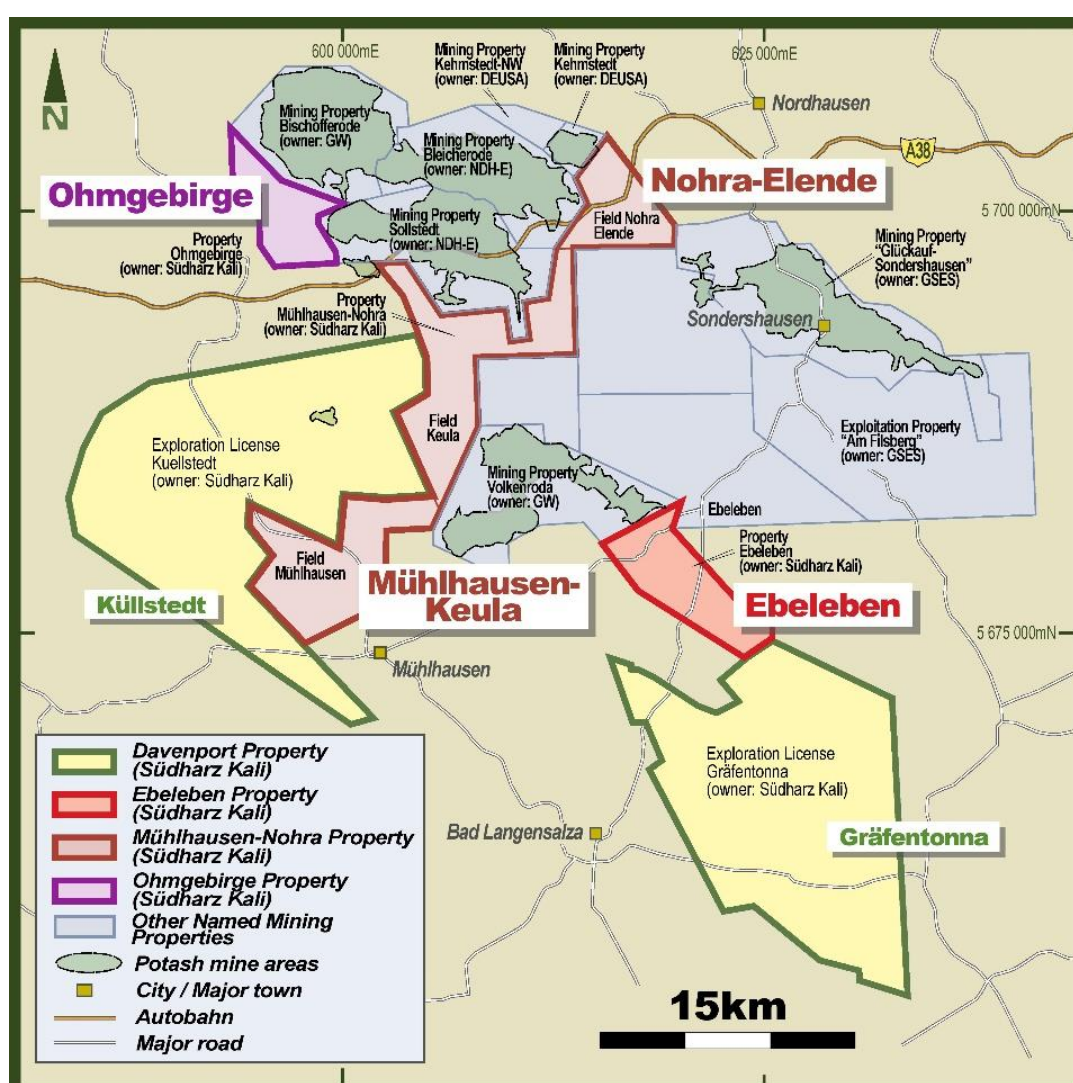 600 000mE
625 000mE
N
Mining Property
Kehmstedt-NW
(owner: DEUSA)
Mining Property
Kehmstedt
(owner: DEUSA)
Nordhausen
Mining Property
Bischofferode
(owner: GW)
Mining Property
Bleicherode
(owner: NDH-E)
A38
Ohmgebirge
Nohra-Elende
5 700 000mN
Mining Property
Sollstedt
(owner: NDH-E)
Field Nohra
Elende
Property
Ohmgebirge
(owner: Südharz Kali)
Mining Property
"Glückauf-
Sondershausen"
(owner: GSES)
Property
Mühlhausen-Nohra
(owner: Südharz Kali)
Sondershausen
Field
Keula
Exploration License
Kuellstedt
(owner: Südharz Kali)
Exploitation Property
"Am Filsberg"
(owner: GSES)
Mining Property
Volkenroda
(owner: GW)
Ebeleben
Property
Ebeleben
(owner: Südharz Kali)
Field
Mühlhausen
Mühlhausen-
Keula
Küllstedt
Ebeleben
5 675 000mN
Mühlhausen
Exploration License
Gräfentonna
(owner: Südharz Kali)
Bad Langensalza
Gräfentonna
Davenport Property
(Südharz Kali)
Ebeleben Property
(Südharz Kali)
Mühlhausen-Nohra Property
(Südharz Kali)
Ohmgebirge Property
(Südharz Kali)
Other Named Mining
Properties
Potash mine areas
City / Major town
Autobahn
Major road
15km